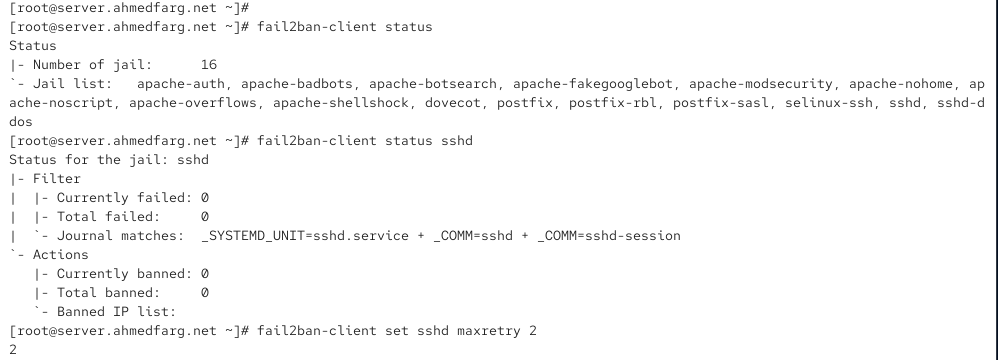 [root@server.ahmedfarg.net ~]#
[root@server.ahmedfarg.net ~]# fail2ban-client status
Status
|- Number of jail:      16
`- Jail list:   apache-auth, apache-badbots, apache-botsearch, apache-fakegooglebot, apache-modsecurity, apache-nohome, ap
ache-noscript, apache-overflows, apache-shellshock, dovecot, postfix, postfix-rbl, postfix-sasl, selinux-ssh, sshd, sshd-d
dos
[root@server.ahmedfarg.net ~]# fail2ban-client status sshd
Status for the jail: sshd
|- Filter
|  |- Currently failed: 0
|  |- Total failed:     0
|  `- Journal matches:  _SYSTEMD_UNIT=sshd.service + _COMM=sshd + _COMM=sshd-session
`- Actions
   |- Currently banned: 0
   |- Total banned:     0
   `- Banned IP list:
[root@server.ahmedfarg.net ~]# fail2ban-client set sshd maxretry 2
2